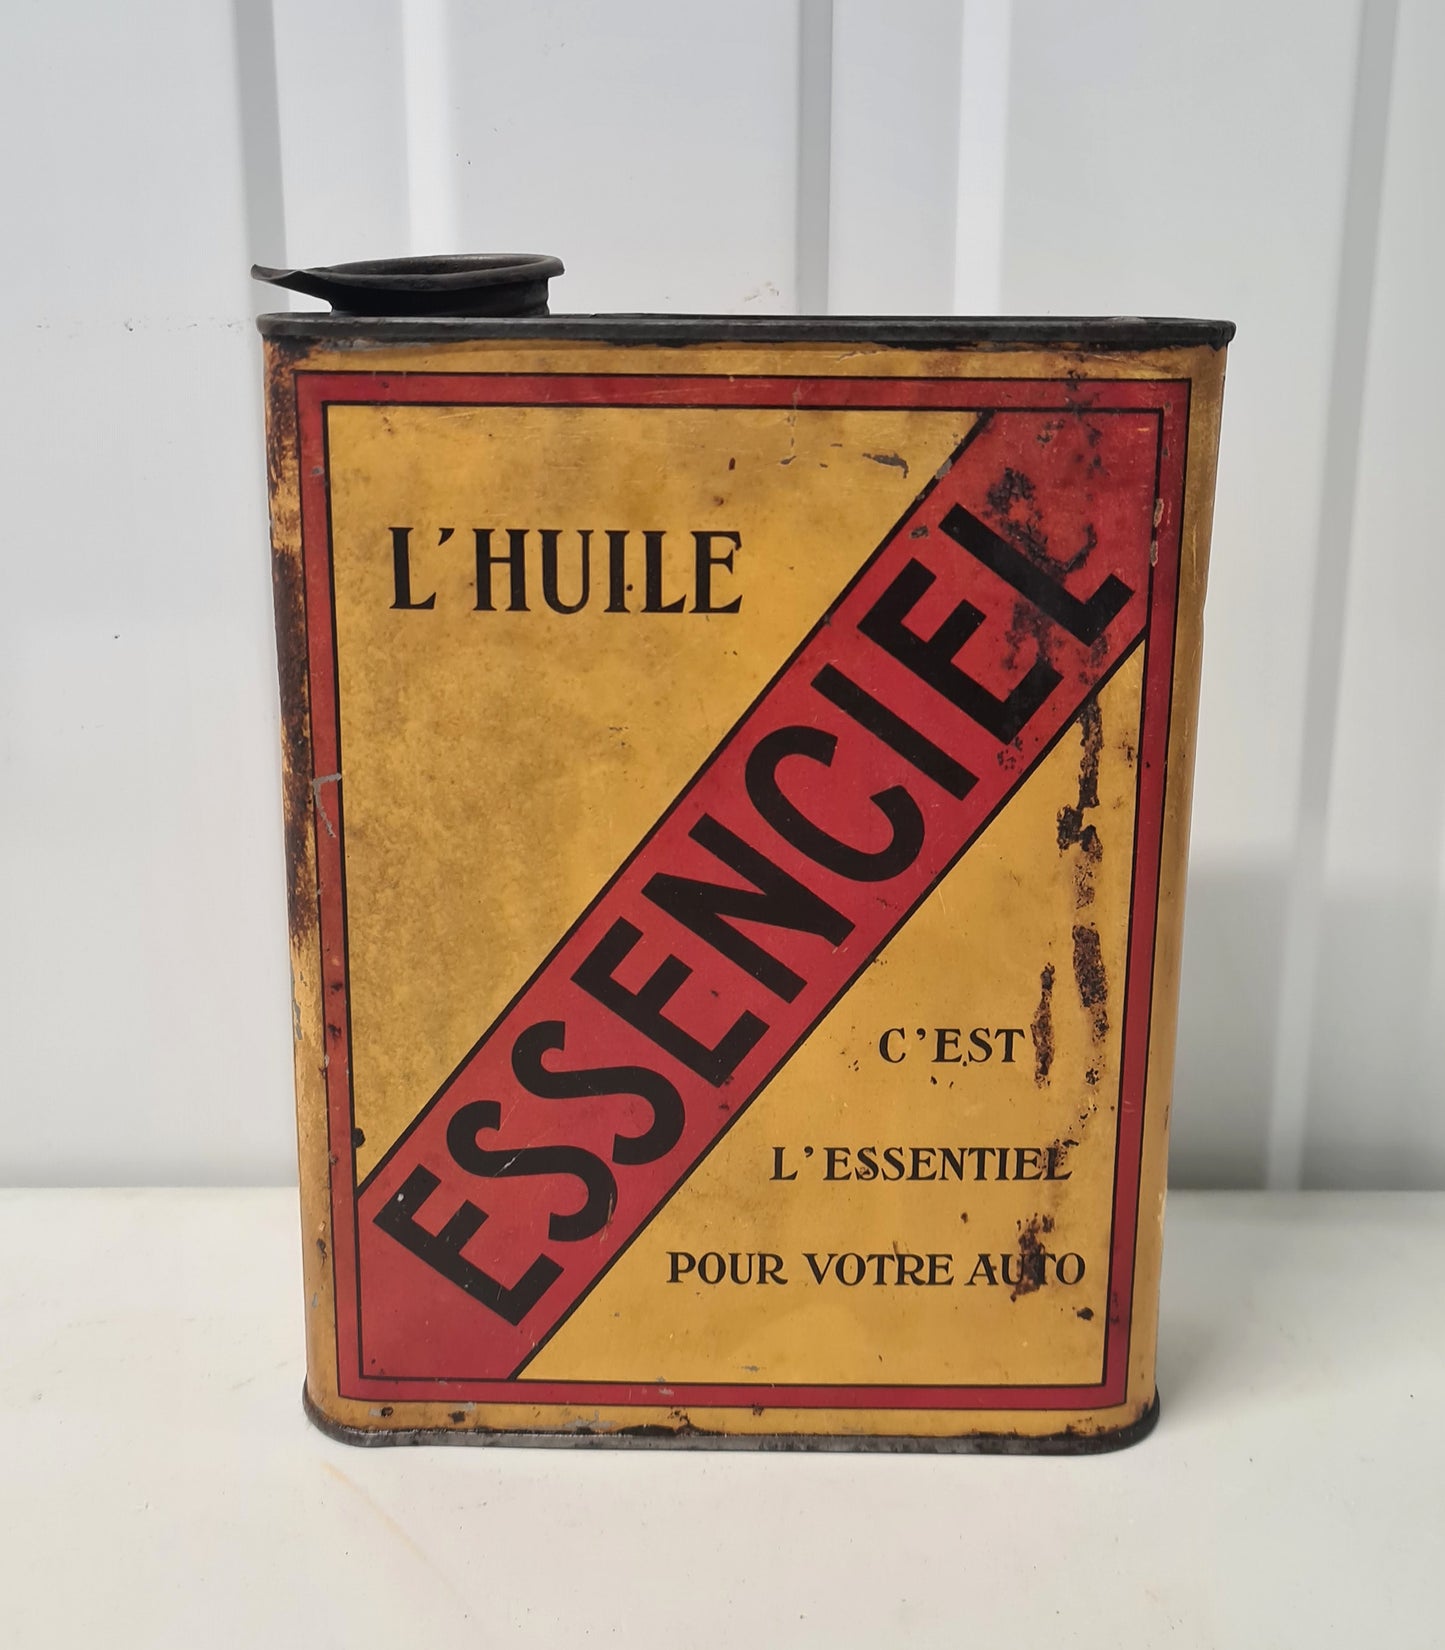 L'HUILE
ESSENCIEL
C'EST
L'ESSENTIEL
POUR VOTRE AUTO